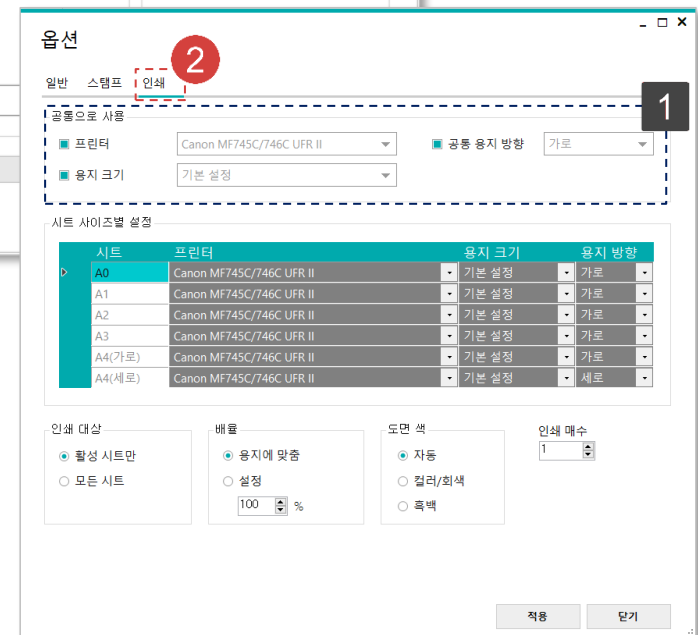 옵션
2
일반 스탬프 인쇄
1
공통으로 사용
프린터 Canon MF745C/746C UFR II 공통 용지 방향 가로
용지 크기 기본 설정
시트 사이즈별 설정
시트 프린터 용지 크기 용지 방향
A0 Canon MF745C/746C UFR II 기본 설정 가로
A1 Canon MF745C/746C UFR II 기본 설정 가로
A2 Canon MF745C/746C UFR II 기본 설정 가로
A3 Canon MF745C/746C UFR II 기본 설정 가로
A4(가로) Canon MF745C/746C UFR II 기본 설정 가로
A4(세로) Canon MF745C/746C UFR II 기본 설정 세로
인쇄 대상 배율 도면 색 인쇄 매수
활성 시트만 용지에 맞춤 자동 1
모든 시트 설정 컬러/회색
100 % 흑백
적용 닫기